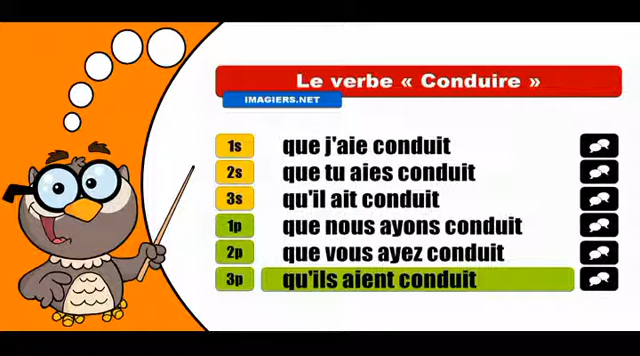 Le verbe « Conduire »
IMAGIERS.NET
1s que j'aie conduit
2s que tu aies conduit
3s qu'il ait conduit
1p que nous ayons conduit
2p que vous ayez conduit
3p qu'ils aient conduit